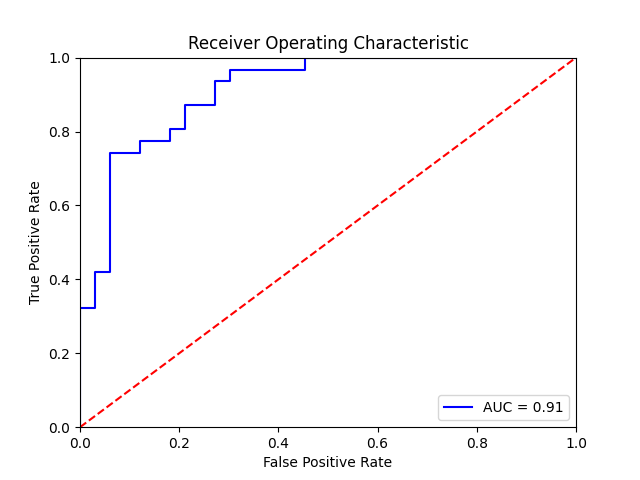 Receiver Operating Characteristic
1.0
0.8
0.6
0.4
0.2
0.0
True Positive Rate
AUC = 0.91
0.0 0.2 0.4 0.6 0.8 1.0
False Positive Rate